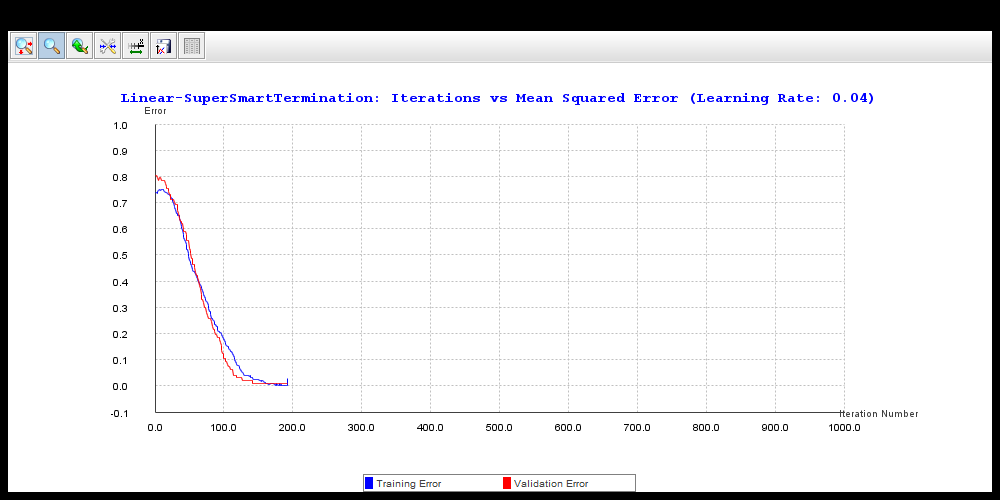 Linear-SuperSmartTermination: Iterations vs Mean Squared Error (Learning Rate: 0.04)
Error
1.0
0.9
0.8
0.7
0.6
0.5
0.4
0.3
0.2
0.1
0.0
-0.1
Iteration Number
0.0 100.0 200.0 300.0 400.0 500.0 600.0 700.0 800.0 900.0 1000.0
Training Error Validation Error